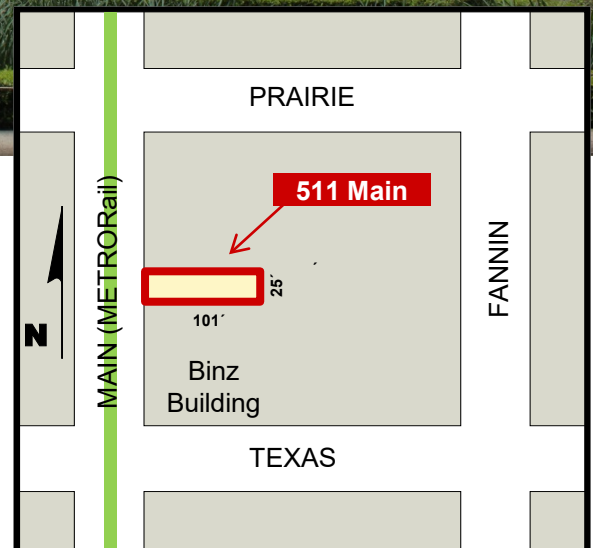 PRAIRIE
511 Main
MAIN (METRORail)
FANNIN
25´
101´
N
Binz
Building
TEXAS